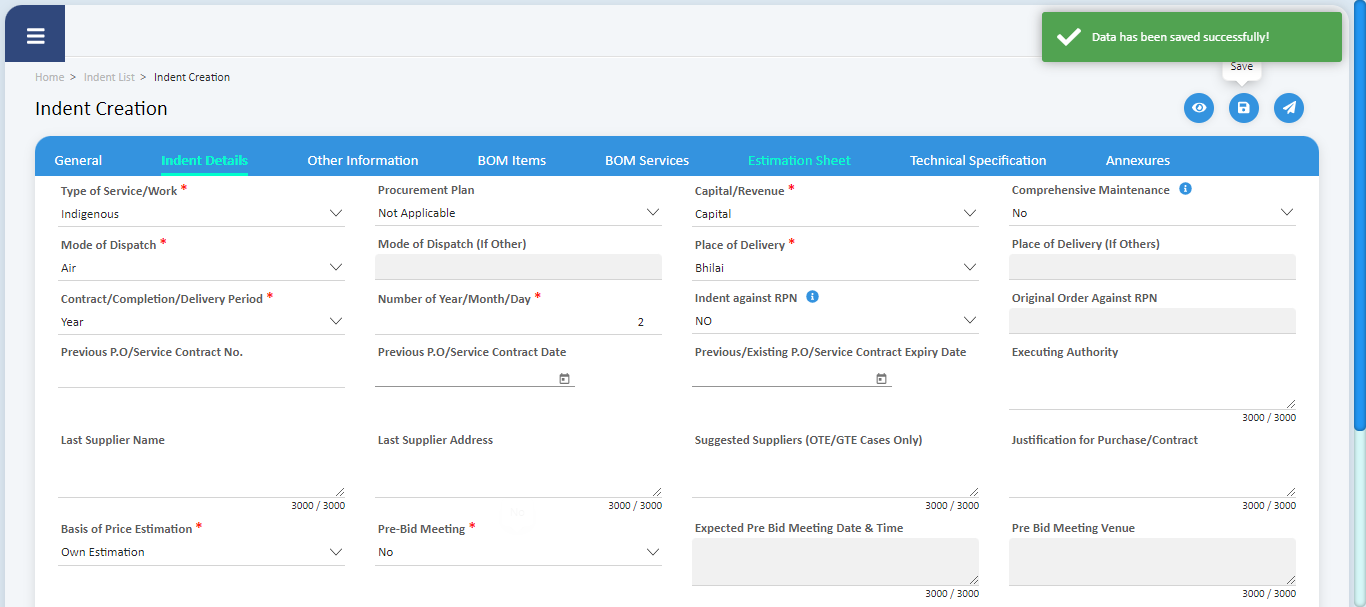 Data has been saved successfully!
Home > Indent List > Indent Creation
Save
Indent Creation
General Indent Details Other Information BOM Items BOM Services Estimation Sheet Technical Specification Annexures
Type of Service/Work * Procurement Plan Capital/Revenue * Comprehensive Maintenance i
Indigenous Not Applicable Capital No
Mode of Dispatch * Mode of Dispatch (If Other) Place of Delivery * Place of Delivery (If Others)
Air Bhilai
Contract/Completion/Delivery Period * Number of Year/Month/Day * Indent against RPN i Original Order Against RPN
Year 2 NO
Previous P.O/Service Contract No. Previous P.O/Service Contract Date Previous/Existing P.O/Service Contract Expiry Date Executing Authority
3000 / 3000
Last Supplier Name Last Supplier Address Suggested Suppliers (OTE/GTE Cases Only) Justification for Purchase/Contract
3000 / 3000 3000 / 3000 3000 / 3000 3000 / 3000
Basis of Price Estimation * Pre-Bid Meeting * Expected Pre Bid Meeting Date & Time Pre Bid Meeting Venue
Own Estimation No
3000 / 3000 3000 / 3000